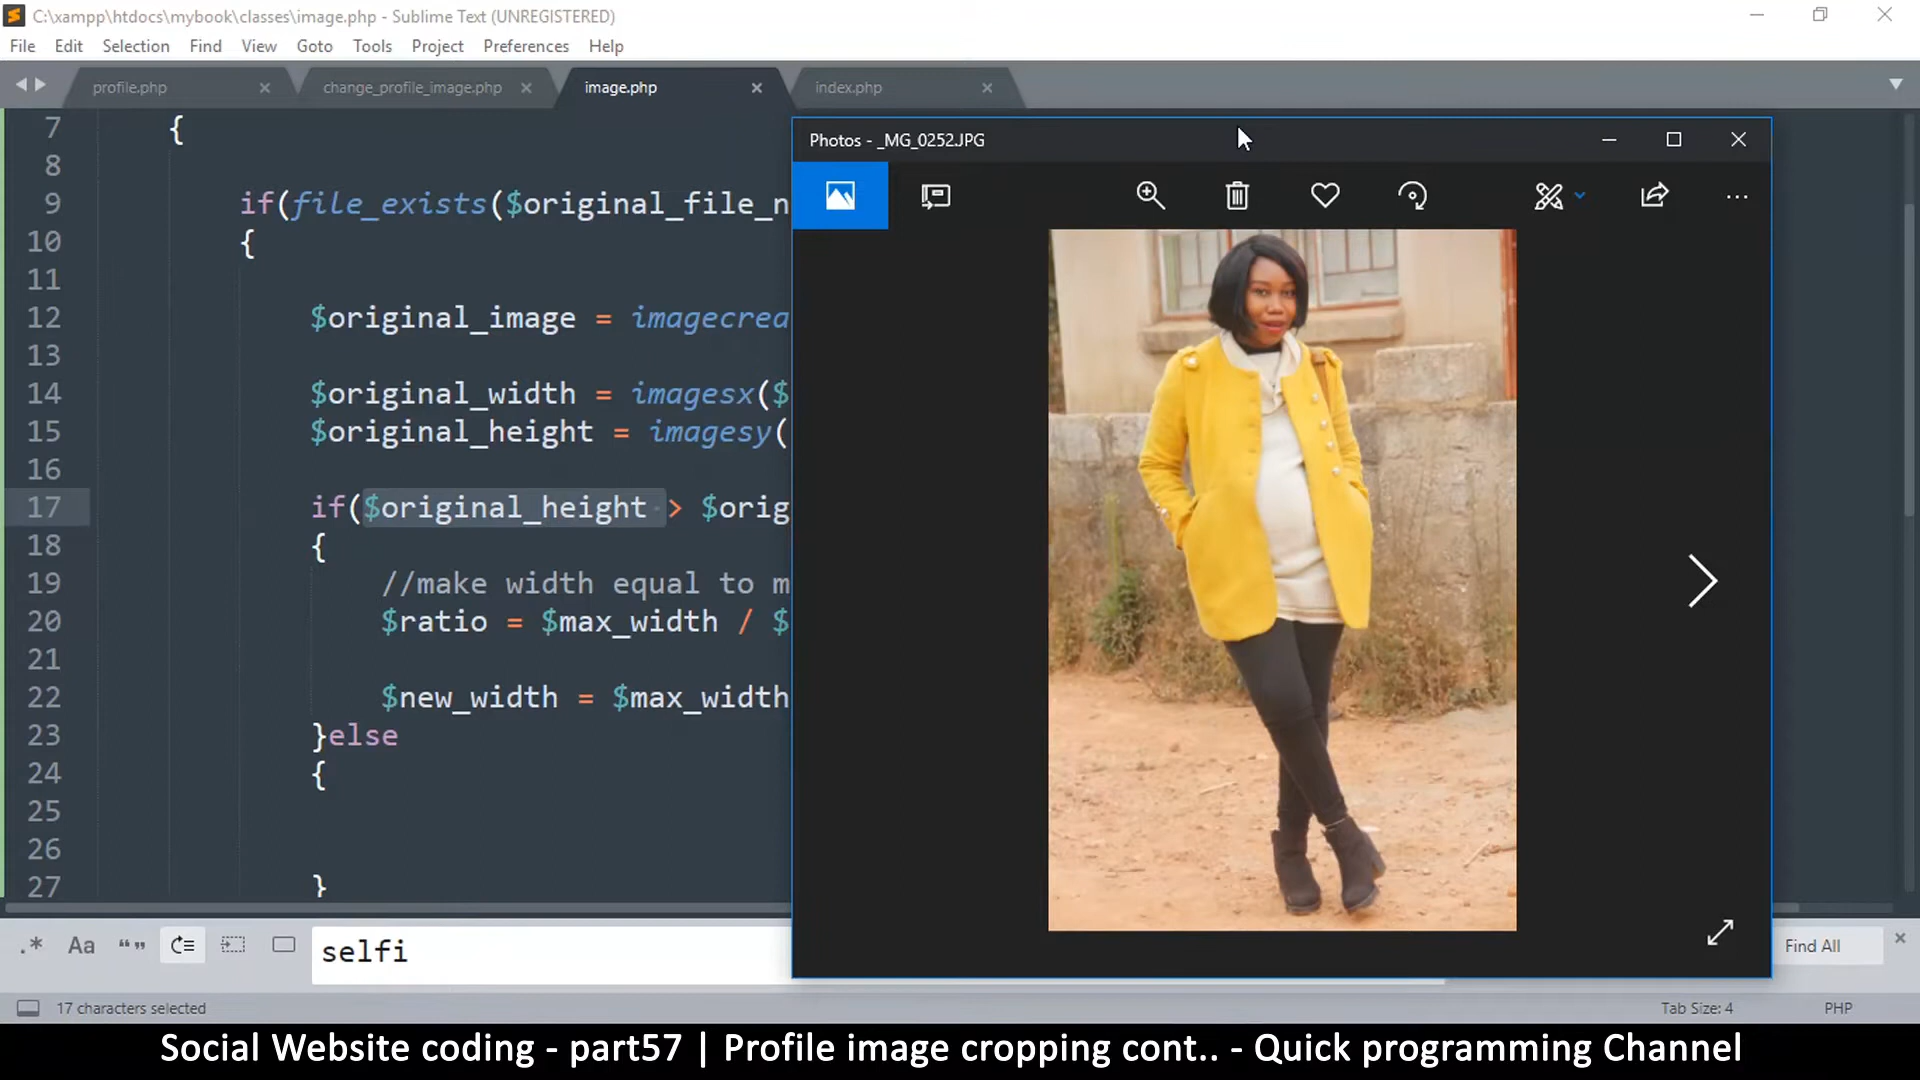 C:\xampp\htdocs\mybook\classes\image.php - Sublime Text (UNREGISTERED)
File Edit Selection Find View Goto Tools Project Preferences Help
profile.php change_profile_image.php image.php index.php
7 {
8
9 if(file_exists($original_file_n
10 {
11
12 $original_image = imagecrea
13
14 $original_width = imagesx($
15 $original_height = imagesy(
16
17 if($original_height > $orig
18 {
19 //make width equal to m
20 $ratio = $max_width / $
21
22 $new_width = $max_width
23 }else
24 {
25
26
27 }
Photos - _MG_0252.JPG
.* Aa “” selfi Find All
17 characters selected Tab Size: 4 PHP
Social Website coding - part57 | Profile image cropping cont.. - Quick programming Channel